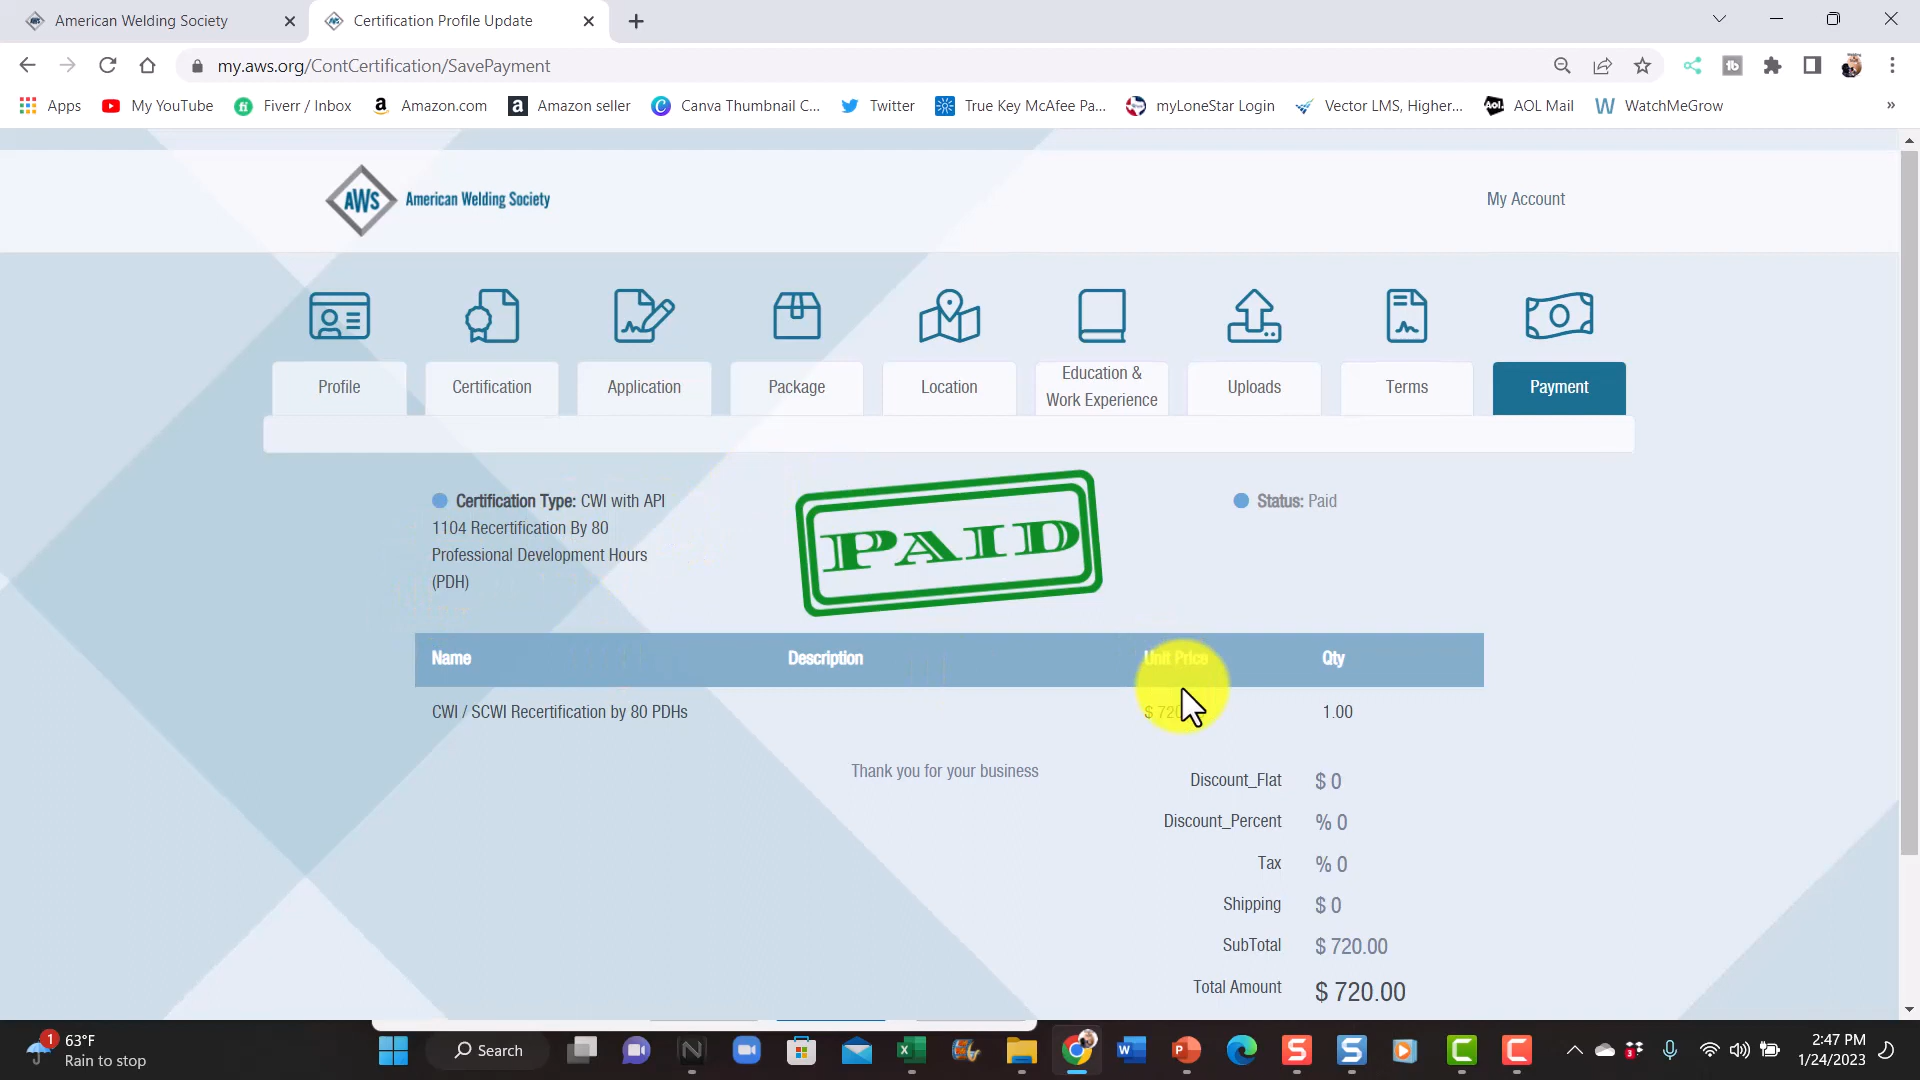 American Welding Society
Certification Profile Update
my.aws.org/ContCertification/SavePayment
Apps
My YouTube
Fiverr / Inbox
Amazon.com
Amazon seller
Canva Thumbnail C...
Twitter
True Key McAfee Pa...
myLoneStar Login
Vector LMS, Higher...
AOL Mail
WatchMeGrow
»
AWS American Welding Society
My Account
Profile
Certification
Application
Package
Location
Education &
Work Experience
Uploads
Terms
Payment
Certification Type: CWI with API
1104 Recertification By 80
Professional Development Hours
(PDH)
PAID
Status: Paid
Name Description Unit Price Qty
CWI / SCWI Recertification by 80 PDHs $ 720 1.00
Thank you for your business
Discount_Flat $ 0
Discount_Percent % 0
Tax % 0
Shipping $ 0
SubTotal $ 720.00
Total Amount $ 720.00
1
63°F
Rain to stop
Search
3
2:47 PM
1/24/2023